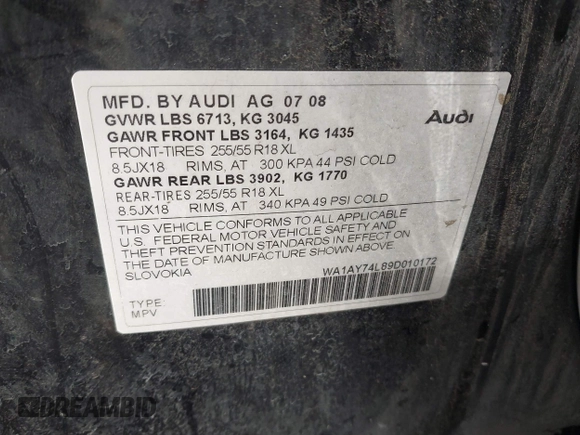 MFD. BY AUDI AG 07 08
GVWR LBS 6713, KG 3045
GAWR FRONT LBS 3164, KG 1435
Audi
FRONT-TIRES 255/55 R18 XL
8.5JX18 RIMS, AT 300 KPA 44 PSI COLD
GAWR REAR LBS 3902, KG 1770
REAR-TIRES 255/55 R18 XL
8.5JX18 RIMS, AT 340 KPA 49 PSI COLD
THIS VEHICLE CONFORMS TO ALL APPLICABLE
U.S. FEDERAL MOTOR VEHICLE SAFETY AND
THEFT PREVENTION STANDARDS IN EFFECT ON
THE DATE OF MANUFACTURE SHOWN ABOVE.
SLOVOKIA
WA1AY74L89D010172
TYPE:
MPV
DREAMBID